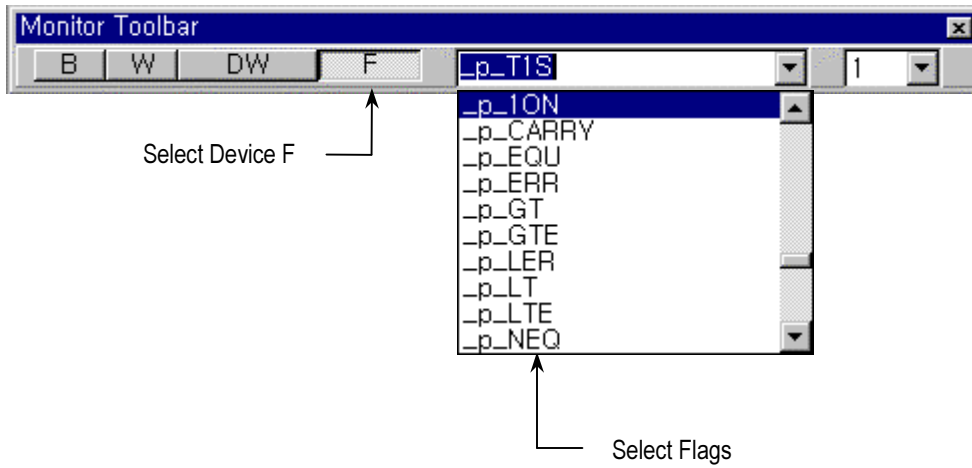 Monitor Toolbar
B W DW F _p_T1S 1
_p_1ON
_p_CARRY
_p_EQU
_p_ERR
_p_GT
_p_GTE
_p_LER
_p_LT
_p_LTE
_p_NEQ
Select Device F
Select Flags